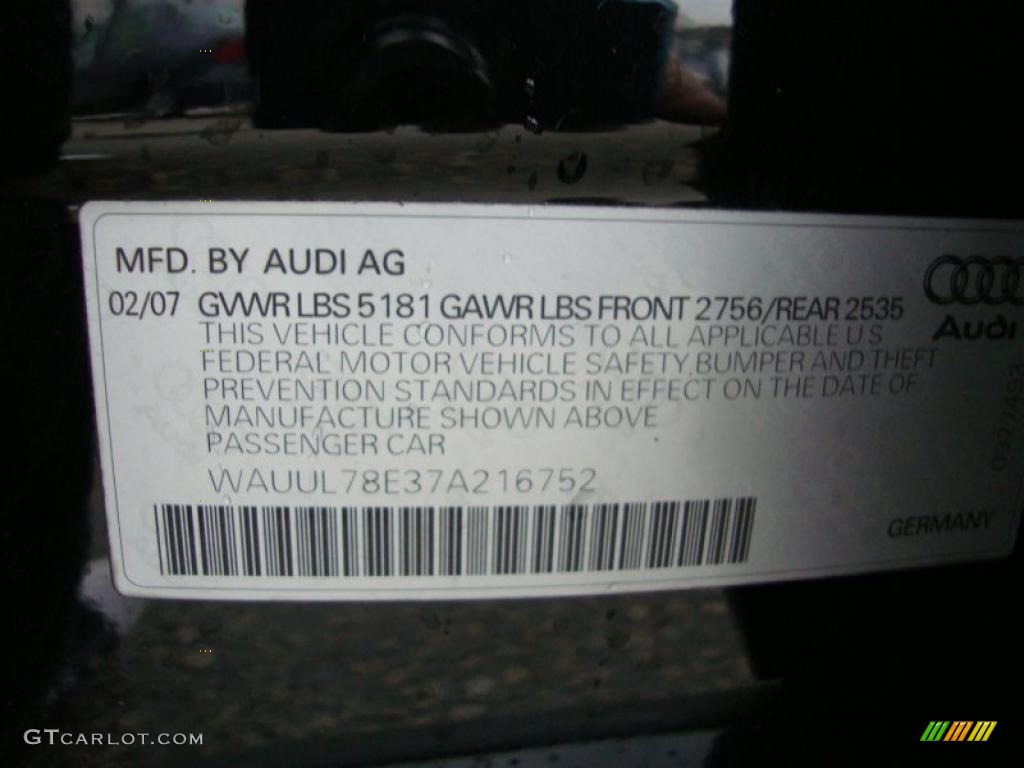 MFD. BY AUDI AG
02/07 GVWR LBS 5181 GAWR LBS FRONT 2756/REAR 2535
THIS VEHICLE CONFORMS TO ALL APPLICABLE U S
FEDERAL MOTOR VEHICLE SAFETY, BUMPER AND THEFT
PREVENTION STANDARDS IN EFFECT ON THE DATE OF
MANUFACTURE SHOWN ABOVE
PASSENGER CAR
WAUUL78E37A216752
Audi
GERMANY
GTCARLOT.COM